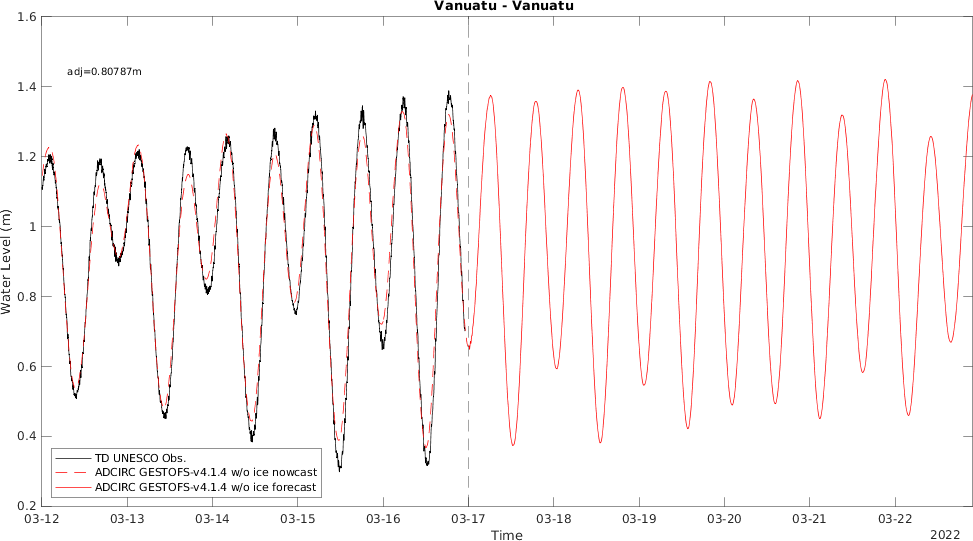 Vanuatu - Vanuatu
1.6
1.4
1.2
1
0.8
0.6
0.4
0.2
Water Level (m)
adj=0.80787m
TD UNESCO Obs.
ADCIRC GESTOFS-v4.1.4 w/o ice nowcast
ADCIRC GESTOFS-v4.1.4 w/o ice forecast
03-12 03-13 03-14 03-15 03-16 03-17 03-18 03-19 03-20 03-21 03-22
Time
2022